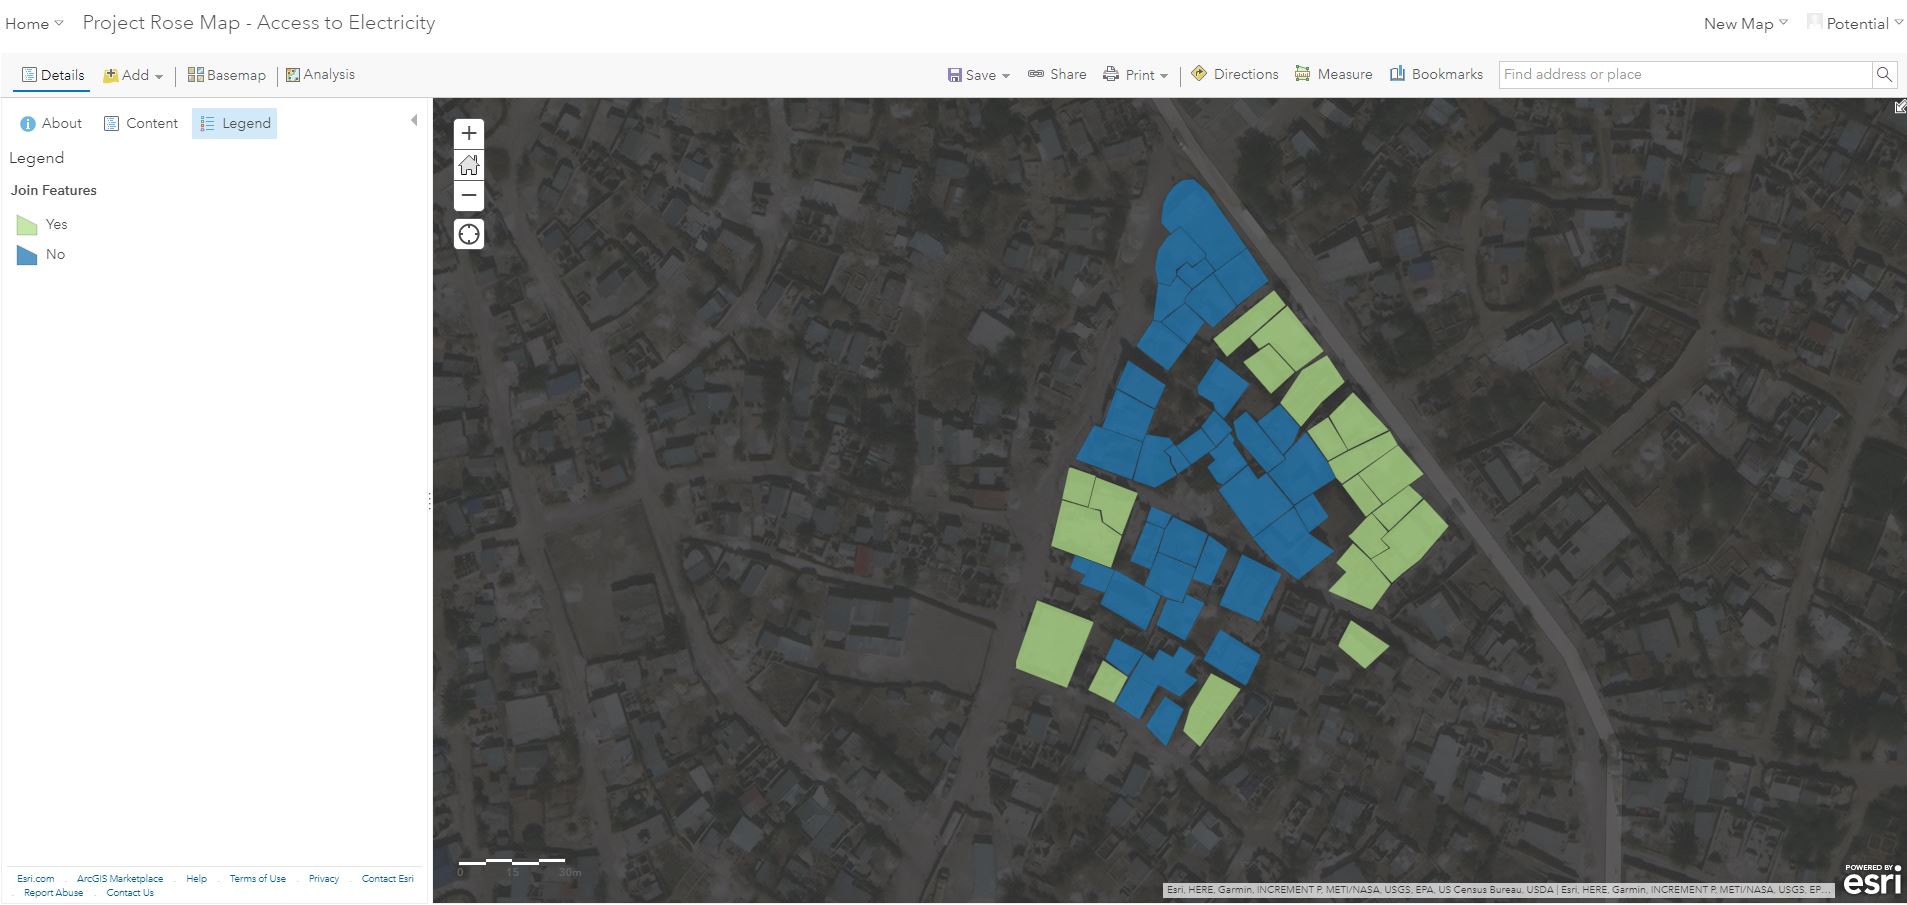 Home Project Rose Map - Access to Electricity New Map Potential
Details Add Basemap Analysis Save Share Print Directions Measure Bookmarks Find address or place
About Content Legend
Legend
Join Features
Yes
No
0 15 30m
Esri.com . ArcGIS Marketplace . Help . Terms of Use . Privacy . Contact Esri
. Report Abuse . Contact Us
Esri, HERE, Garmin, INCREMENT P, METI/NASA, USGS, EPA, US Census Bureau, USDA | Esri, HERE, Garmin, INCREMENT P, METI/NASA, USGS, EP...
POWERED BY
esri